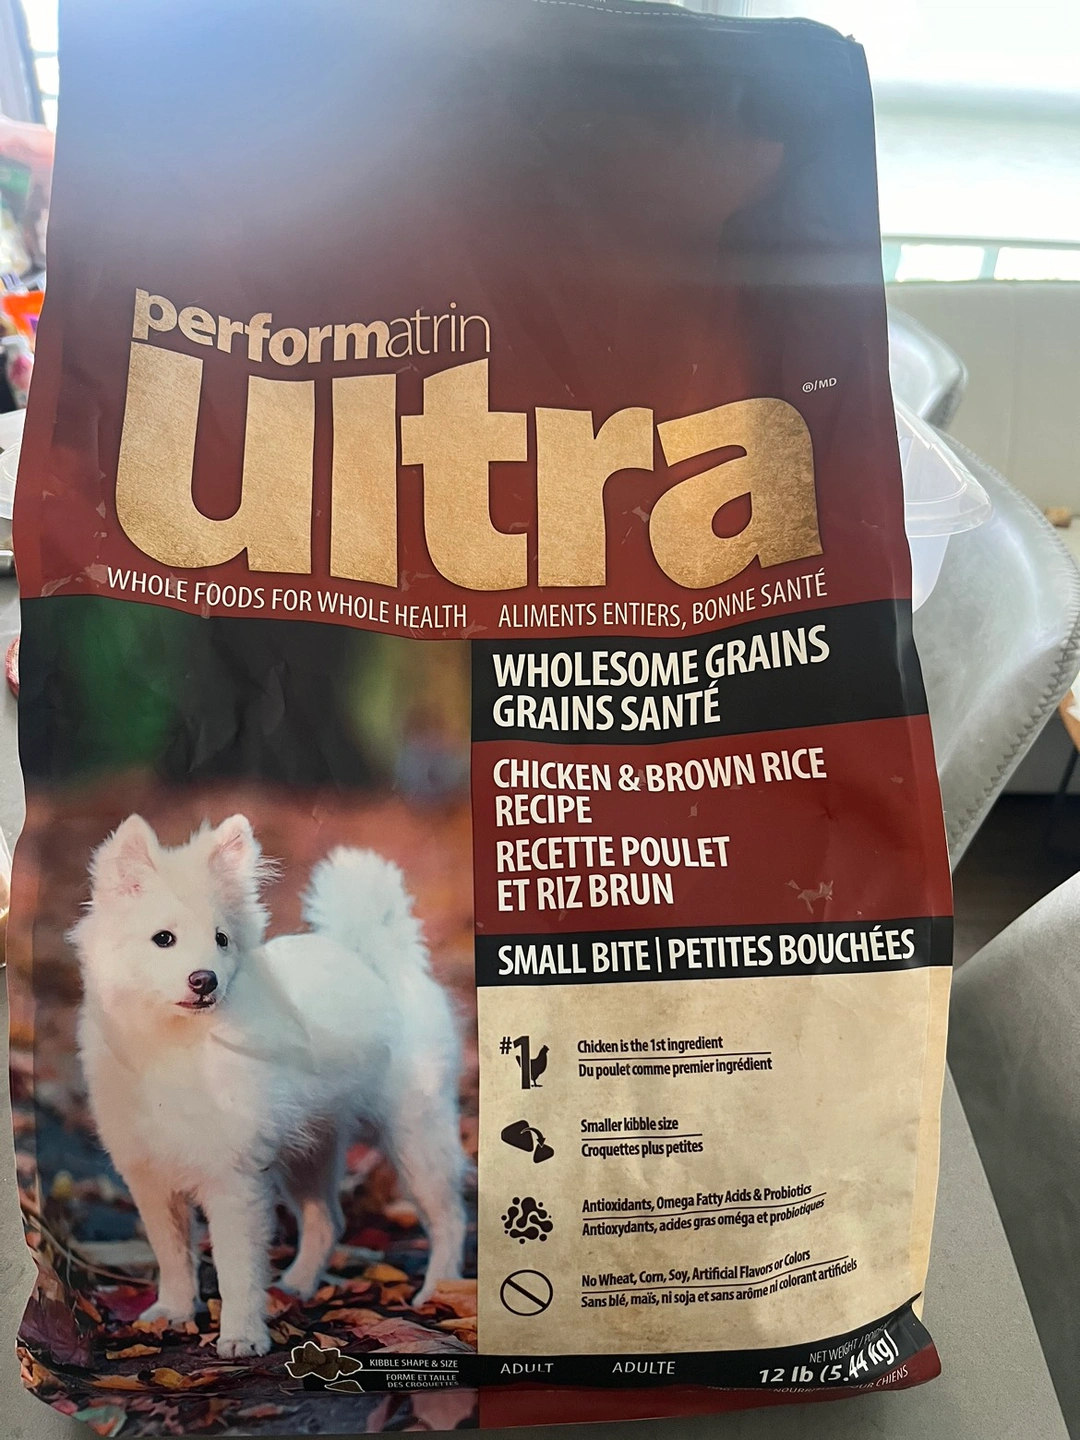 performatrin
ultra
®/MD
WHOLE FOODS FOR WHOLE HEALTH
ALIMENTS ENTIERS, BONNE SANTÉ
WHOLESOME GRAINS
GRAINS SANTÉ
CHICKEN & BROWN RICE
RECIPE
RECETTE POULET
ET RIZ BRUN
SMALL BITE | PETITES BOUCHÉES
#1
Chicken is the 1st ingredient
Du poulet comme premier ingrédient
Smaller kibble size
Croquettes plus petites
Antioxidants, Omega Fatty Acids & Probiotics
Antioxydants, acides gras oméga et probiotiques
No Wheat, Corn, Soy, Artificial Flavors or Colors
Sans blé, maïs, ni soja et sans arôme ni colorant artificiels
KIBBLE SHAPE & SIZE
FORME ET TAILLE
DES CROQUETTES
ADULT ADULTE
NET WEIGHT /
12 lb (5.44 kg)
CHIENS